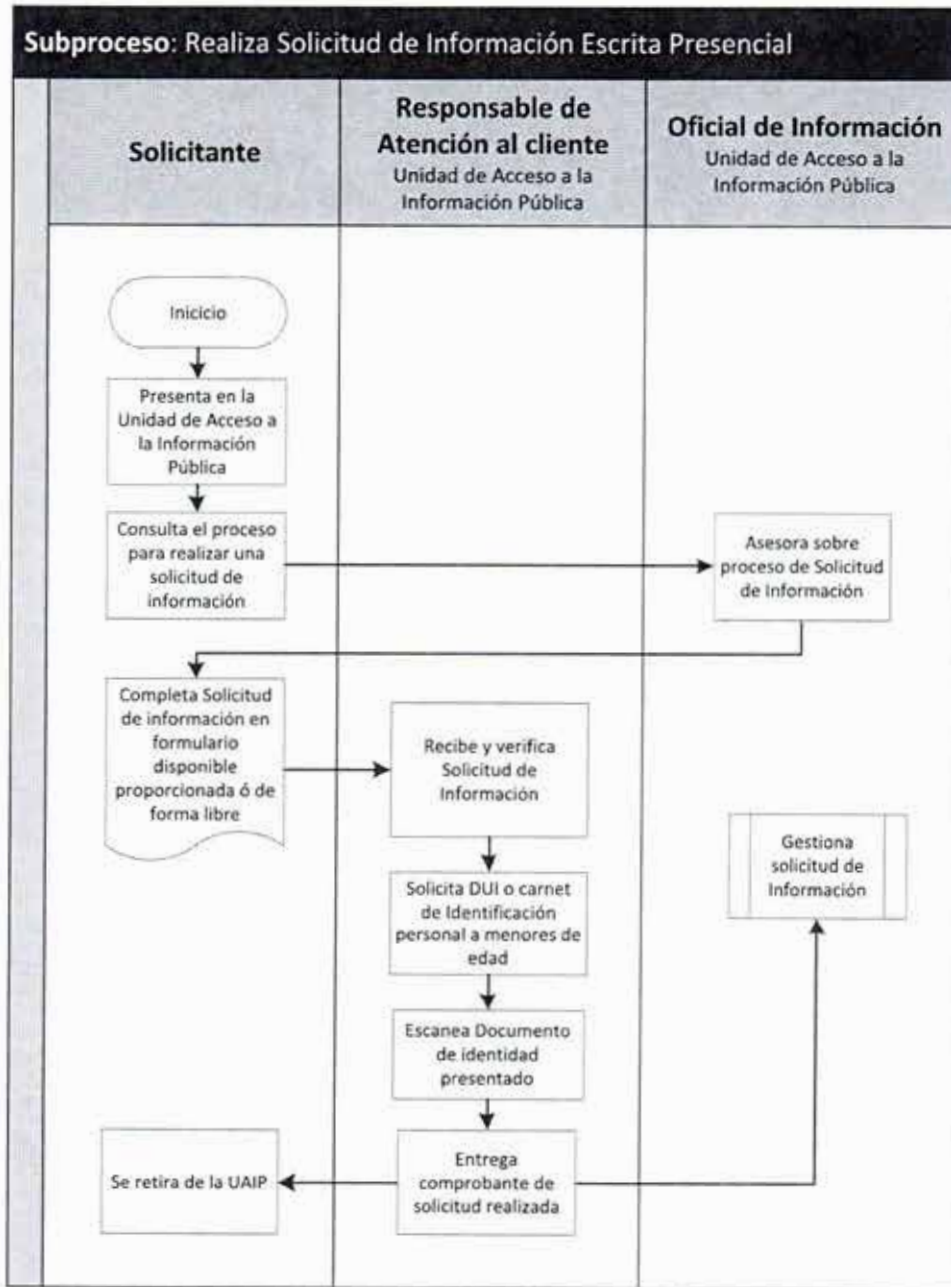 Subproceso: Realiza Solicitud de Información Escrita Presencial
Solicitante
Responsable de
Atención al cliente
Unidad de Acceso a la
Información Pública
Oficial de Información
Unidad de Acceso a la
Información Pública
Inicicio
Presenta en la
Unidad de Acceso a
la Información
Pública
Consulta el proceso
para realizar una
solicitud de
información
Asesora sobre
proceso de Solicitud
de Información
Completa Solicitud
de información en
formulario
disponible
proporcionada ó de
forma libre
Recibe y verifica
Solicitud de
Información
Gestiona
solicitud de
Información
Solicita DUI o carnet
de Identificación
personal a menores de
edad
Escanea Documento
de identidad
presentado
Se retira de la UAIP
Entrega
comprobante de
solicitud realizada